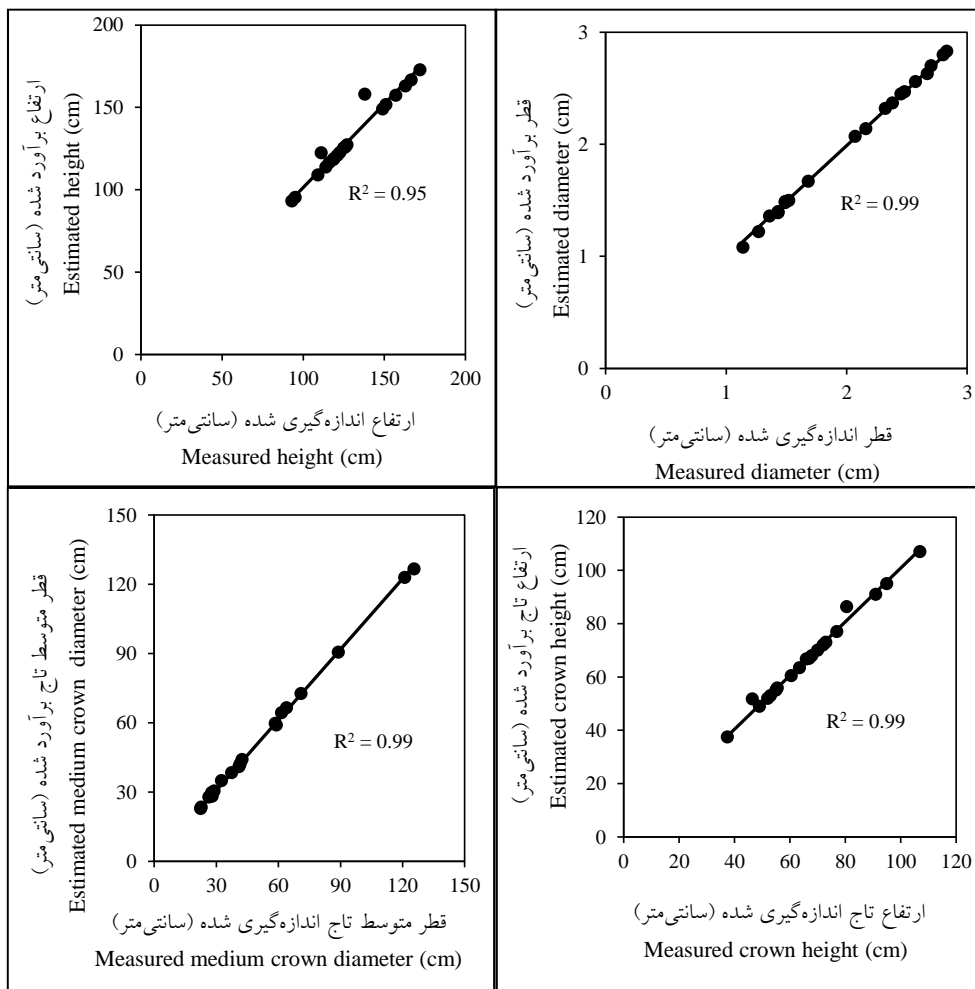 ارتفاع برآورد شده (سانتی‌متر)
Estimated height (cm)
200
150
100
50
0
R² = 0.95
0
50
100
150
200
ارتفاع اندازه‌گیری شده (سانتی‌متر)
Measured height (cm)
قطر برآورد شده (سانتی‌متر)
Estimated diameter (cm)
3
2
1
0
R² = 0.99
0
1
2
3
قطر اندازه‌گیری شده (سانتی‌متر)
Measured diameter (cm)
قطر متوسط تاج برآورد شده (سانتی‌متر)
Estimated medium crown diameter (cm)
150
120
90
60
30
0
R² = 0.99
0
30
60
90
120
150
قطر متوسط تاج اندازه‌گیری شده (سانتی‌متر)
Measured medium crown diameter (cm)
ارتفاع تاج برآورد شده (سانتی‌متر)
Estimated crown height (cm)
120
100
80
60
40
20
0
R² = 0.99
0
20
40
60
80
100
120
ارتفاع تاج اندازه‌گیری شده (سانتی‌متر)
Measured crown height (cm)